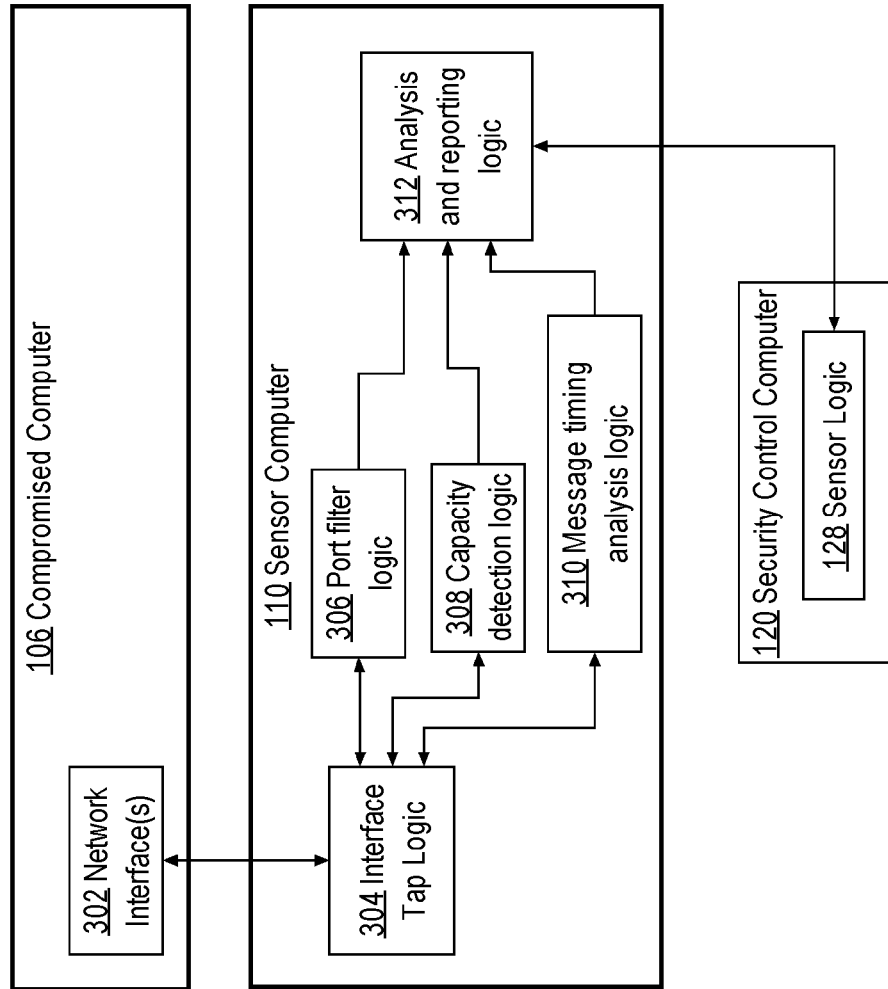 106 Compromised Computer
302 Network
Interface(s)
110 Sensor Computer
304 Interface
Tap Logic
306 Port filter
logic
308 Capacity
detection logic
310 Message timing
analysis logic
312 Analysis
and reporting
logic
120 Security Control Computer
128 Sensor Logic